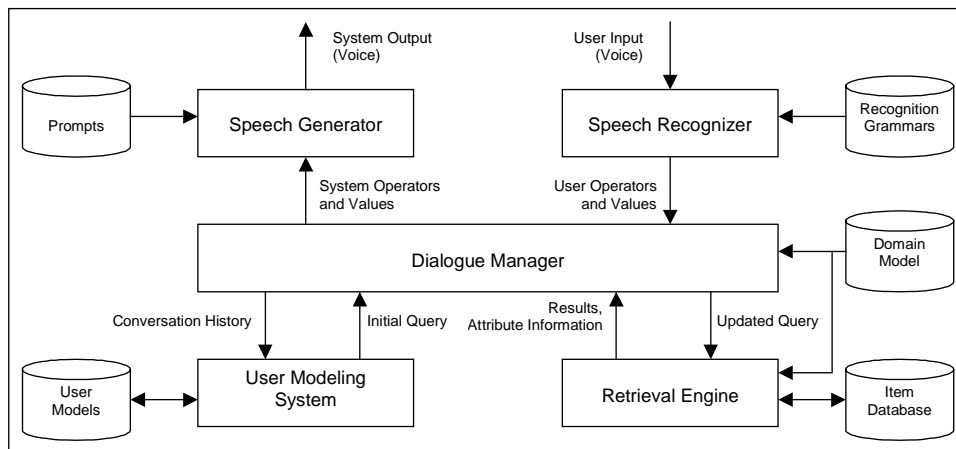 System Output
(Voice)
User Input
(Voice)
Prompts
Speech Generator
Speech Recognizer
Recognition
Grammars
System Operators
and Values
User Operators
and Values
Dialogue Manager
Domain
Model
Conversation History
Initial Query
Results,
Attribute Information
Updated Query
User
Models
User Modeling
System
Retrieval Engine
Item
Database